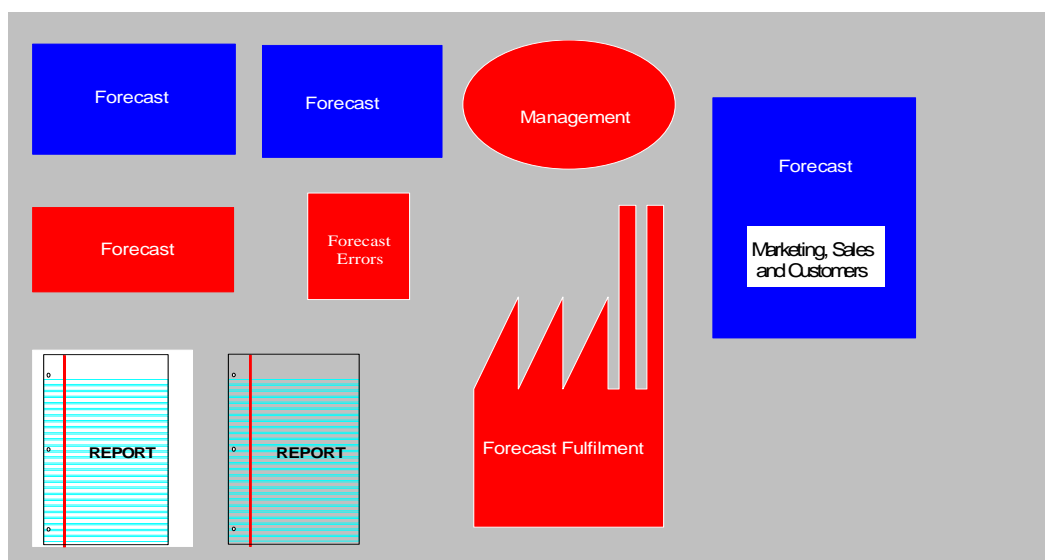 Forecast
Forecast
Management
Forecast
Marketing, Sales
and Customers
Forecast
Forecast
Errors
REPORT
REPORT
Forecast Fulfilment